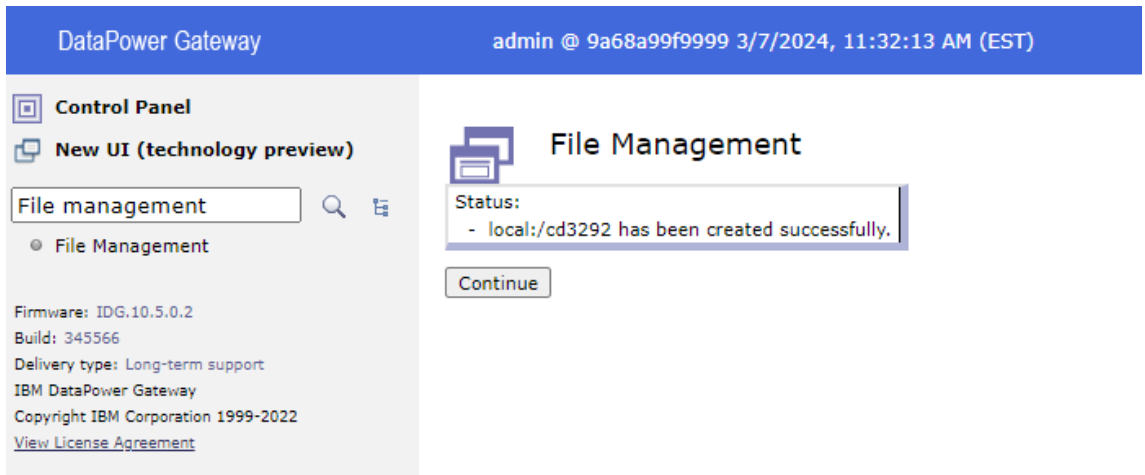 DataPower Gateway
admin @ 9a68a99f9999 3/7/2024, 11:32:13 AM (EST)
Control Panel
New UI (technology preview)
File management
File Management
Firmware: IDG.10.5.0.2
Build: 345566
Delivery type: Long-term support
IBM DataPower Gateway
Copyright IBM Corporation 1999-2022
View License Agreement
File Management
Status:
- local:/cd3292 has been created successfully.
Continue